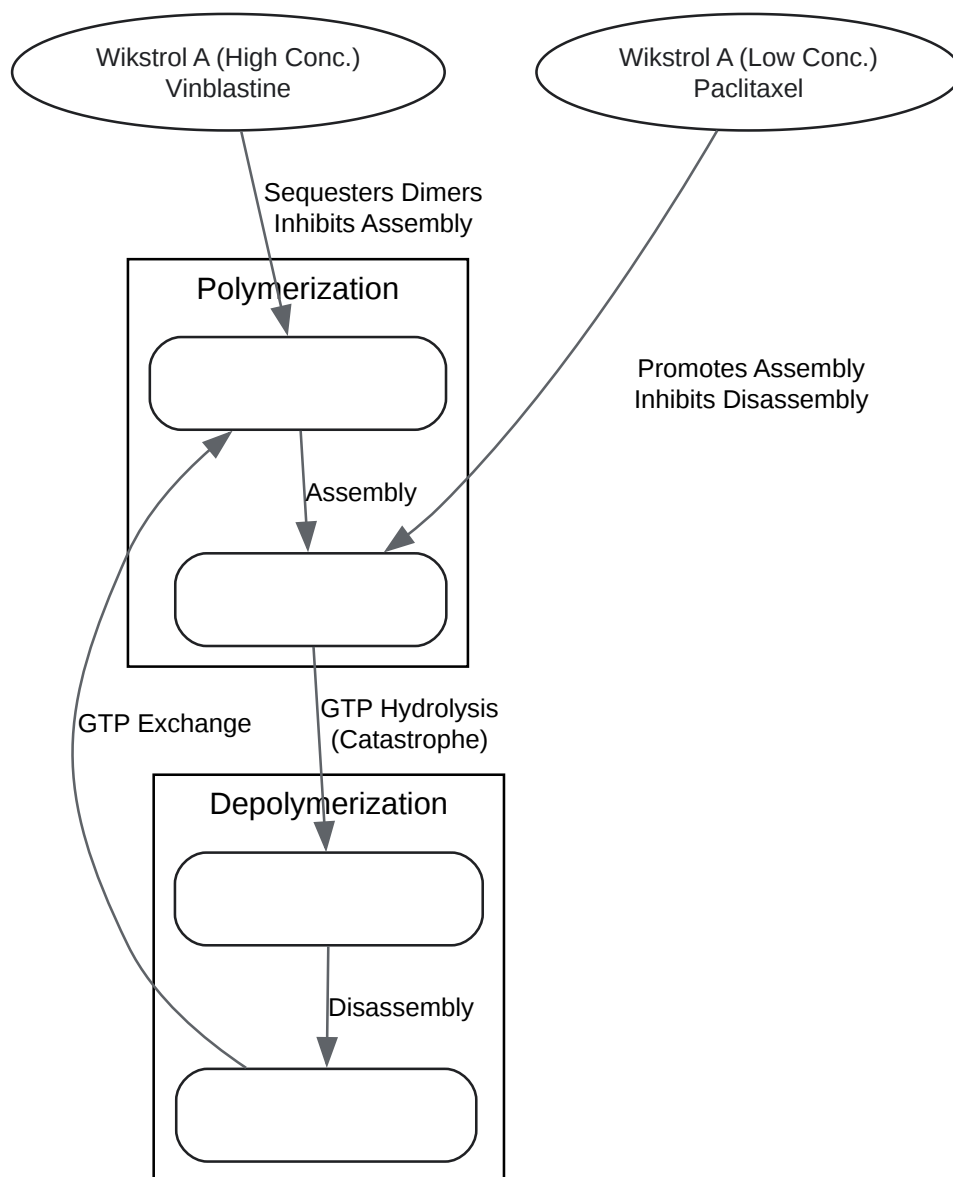 Wikstrol A (High Conc.)
Vinblastine
Wikstrol A (Low Conc.)
Paclitaxel
Sequesters Dimers
Inhibits Assembly
Polymerization
Promotes Assembly
Inhibits Disassembly
Assembly
GTP Exchange
GTP Hydrolysis
(Catastrophe)
Depolymerization
Disassembly